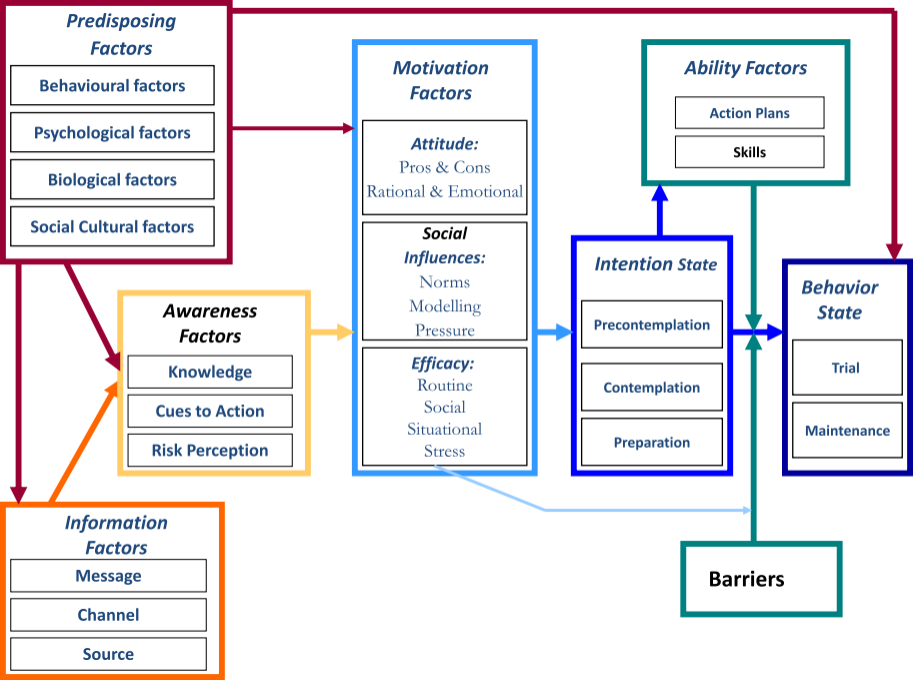 Predisposing
Factors
Behavioural factors
Psychological factors
Biological factors
Social Cultural factors
Awareness
Factors
Knowledge
Cues to Action
Risk Perception
Information
Factors
Message
Channel
Source
Motivation
Factors
Attitude:
Pros & Cons
Rational & Emotional
Social
Influences:
Norms
Modelling
Pressure
Efficacy:
Routine
Social
Situational
Stress
Intention State
Precontemplation
Contemplation
Preparation
Ability Factors
Action Plans
Skills
Barriers
Behavior
State
Trial
Maintenance